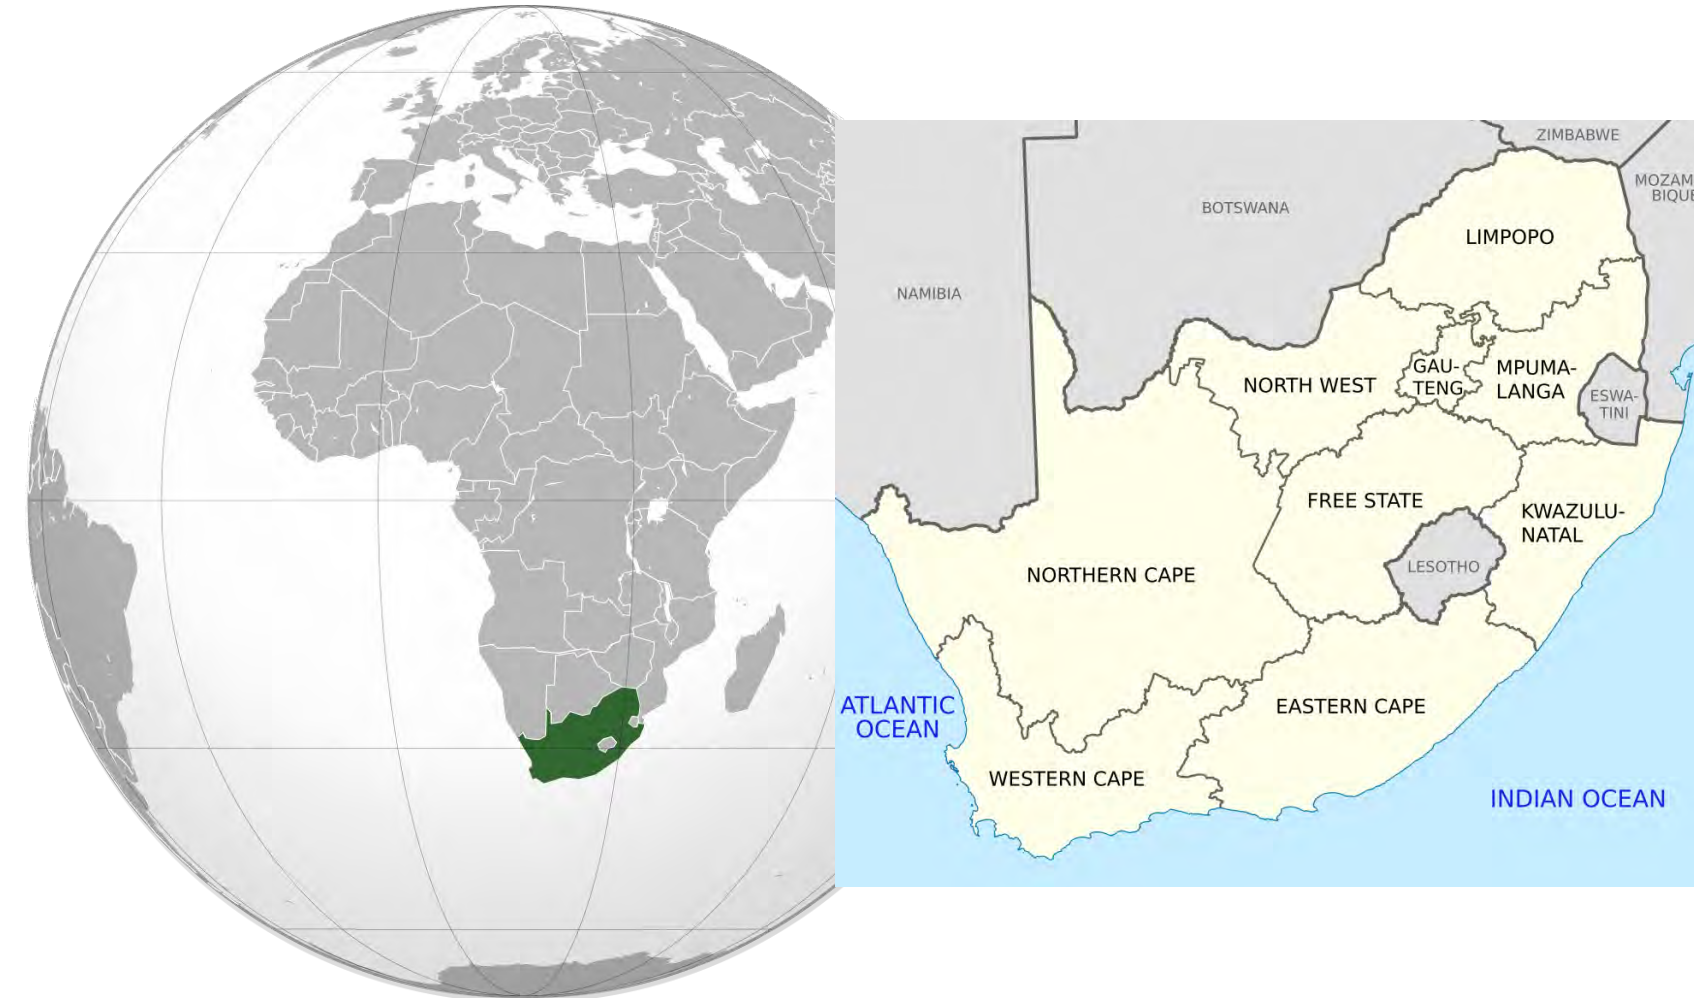 ZIMBABWE
MOZAM
BIQUE
BOTSWANA
LIMPOPO
NAMIBIA
GAU-
TENG
MPUMA-
LANGA
NORTH WEST
ESWA-
TINI
FREE STATE
KWAZULU-
NATAL
LESOTHO
NORTHERN CAPE
ATLANTIC
OCEAN
EASTERN CAPE
WESTERN CAPE
INDIAN OCEAN